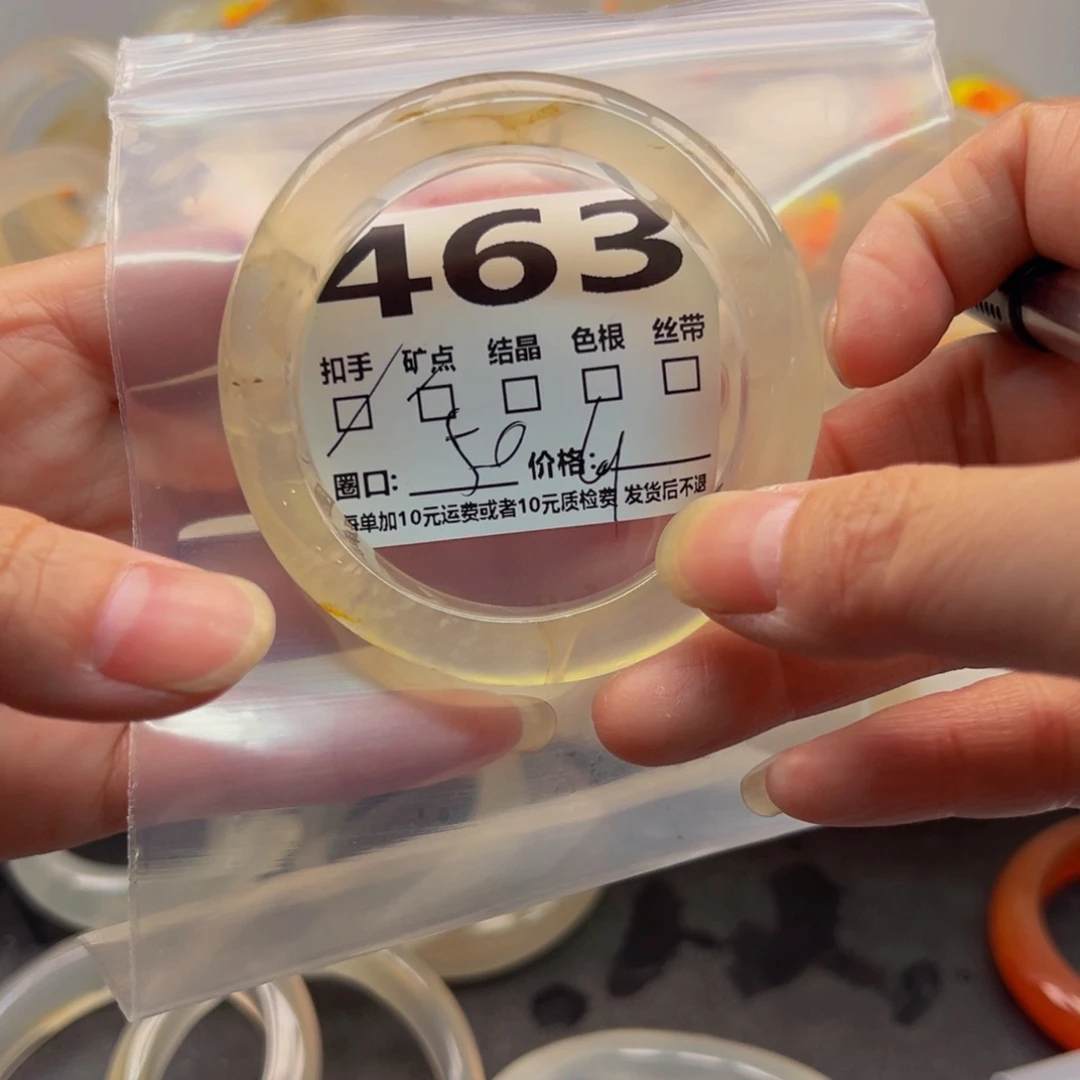 463
扣手 矿点 结晶 色根 丝带
圈口: 50 价格:
每单加10元运费或者10元质检费 发货后不退